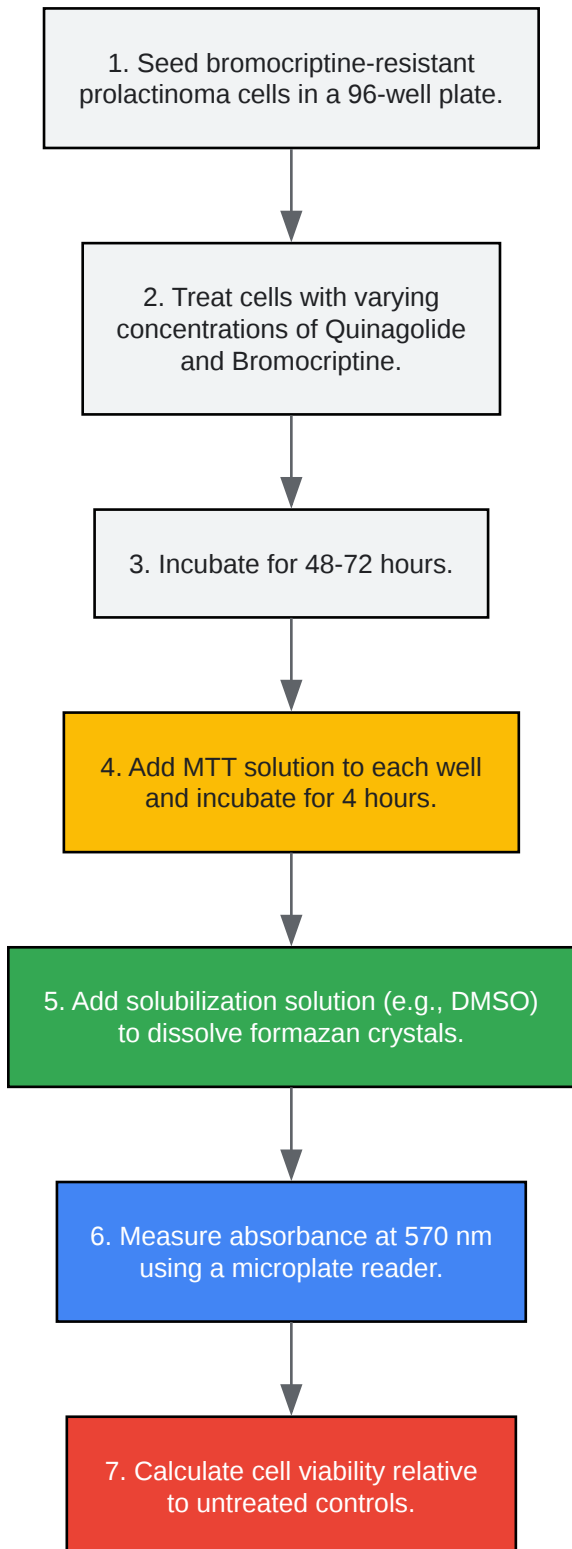 1. Seed bromocriptine-resistant
prolactinoma cells in a 96-well plate.
2. Treat cells with varying
concentrations of Quinagolide
and Bromocriptine.
3. Incubate for 48-72 hours.
4. Add MTT solution to each well
and incubate for 4 hours.
5. Add solubilization solution (e.g., DMSO)
to dissolve formazan crystals.
6. Measure absorbance at 570 nm
using a microplate reader.
7. Calculate cell viability relative
to untreated controls.